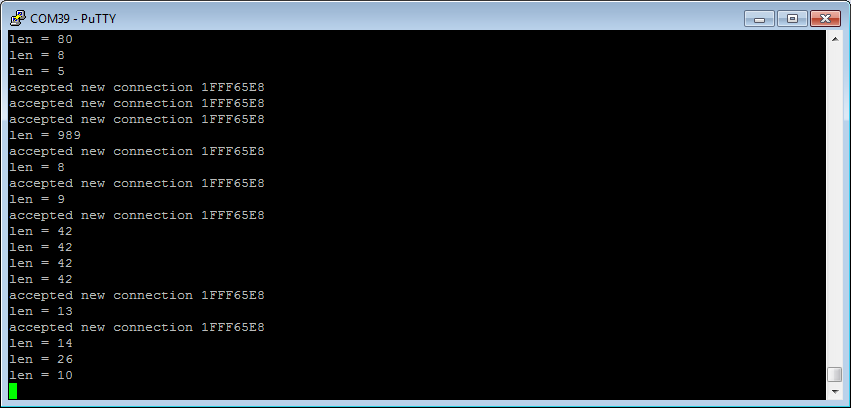 COM39 - PuTTY
len = 80
len = 8
len = 5
accepted new connection 1FFF65E8
accepted new connection 1FFF65E8
accepted new connection 1FFF65E8
len = 989
accepted new connection 1FFF65E8
len = 8
accepted new connection 1FFF65E8
len = 9
accepted new connection 1FFF65E8
len = 42
len = 42
len = 42
len = 42
accepted new connection 1FFF65E8
len = 13
accepted new connection 1FFF65E8
len = 14
len = 26
len = 10